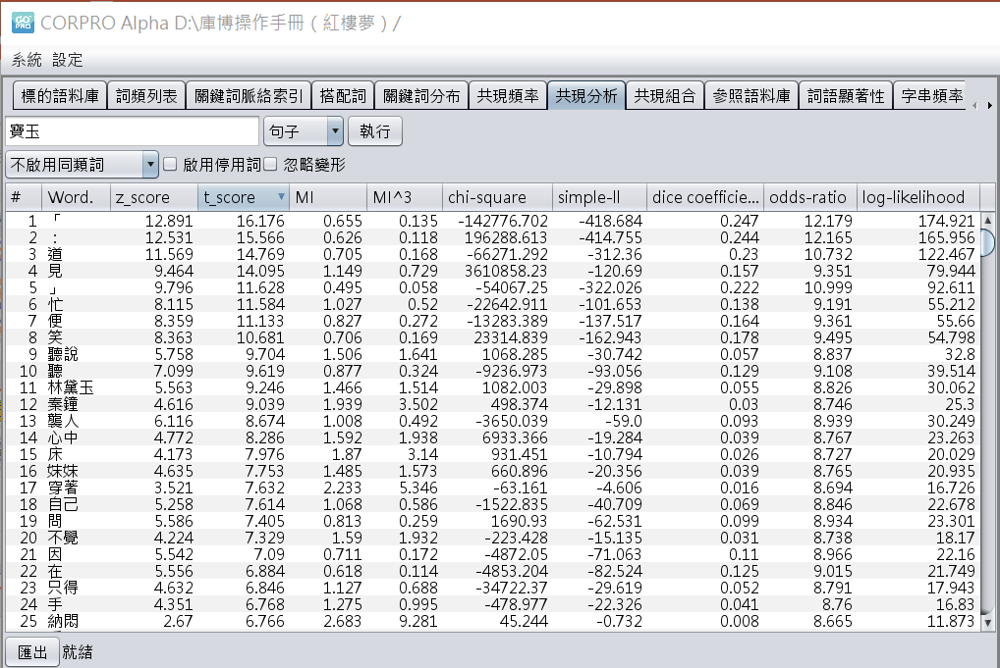 GO PRO CORPRO Alpha D:\庫博操作手冊（紅樓夢）/
系統 設定
標的語料庫 詞頻列表 關鍵詞脈絡索引 搭配詞 關鍵詞分布 共現頻率 共現分析 共現組合 參照語料庫 詞語顯著性 字串頻率
寶玉 句子 執行
不啟用同類詞 啟用停用詞 忽略變形
# Word. z_score t_score MI MI^3 chi-square simple-ll dice coefficie... odds-ratio log-likelihood
1 「 12.891 16.176 0.655 0.135 -142776.702 -418.684 0.247 12.179 174.921
2 : 12.531 15.566 0.626 0.118 196288.613 -414.755 0.244 12.165 165.956
3 道 11.569 14.769 0.705 0.168 -66271.292 -312.36 0.23 10.732 122.467
4 見 9.464 14.095 1.149 0.729 3610858.23 -120.69 0.157 9.351 79.944
5 」 9.796 11.628 0.495 0.058 -54067.25 -322.026 0.222 10.999 92.611
6 忙 8.115 11.584 1.027 0.52 -22642.911 -101.653 0.138 9.191 55.212
7 便 8.359 11.133 0.827 0.272 -13283.389 -137.517 0.164 9.361 55.66
8 笑 8.363 10.681 0.706 0.169 23314.839 -162.943 0.178 9.495 54.798
9 聽說 5.758 9.704 1.506 1.641 1068.285 -30.742 0.057 8.837 32.8
10 聽 7.099 9.619 0.877 0.324 -9236.973 -93.056 0.129 9.108 39.514
11 林黛玉 5.563 9.246 1.466 1.514 1082.003 -29.898 0.055 8.826 30.062
12 秦鐘 4.616 9.039 1.939 3.502 498.374 -12.131 0.03 8.746 25.3
13 襲人 6.116 8.674 1.008 0.492 -3650.039 -59.0 0.093 8.939 30.249
14 心中 4.772 8.286 1.592 1.938 6933.366 -19.284 0.039 8.767 23.263
15 床 4.173 7.976 1.87 3.14 931.451 -10.794 0.026 8.727 20.029
16 妹妹 4.635 7.753 1.485 1.573 660.896 -20.356 0.039 8.765 20.935
17 穿著 3.521 7.632 2.233 5.346 -63.161 -4.606 0.016 8.694 16.726
18 自己 5.258 7.614 1.068 0.586 -1522.835 -40.709 0.069 8.846 22.678
19 問 5.586 7.405 0.813 0.259 1690.93 -62.531 0.099 8.934 23.301
20 不覺 4.224 7.329 1.59 1.932 -223.428 -15.135 0.031 8.738 18.17
21 因 5.542 7.09 0.711 0.172 -4872.05 -71.063 0.11 8.966 22.16
22 在 5.556 6.884 0.618 0.114 -4853.204 -82.524 0.125 9.015 21.749
23 只得 4.632 6.846 1.127 0.688 -34722.37 -29.619 0.052 8.791 17.943
24 手 4.351 6.768 1.275 0.995 -478.977 -22.326 0.041 8.76 16.83
25 納悶 2.67 6.766 2.683 9.281 45.244 -0.732 0.008 8.665 11.873
匯出 就緒